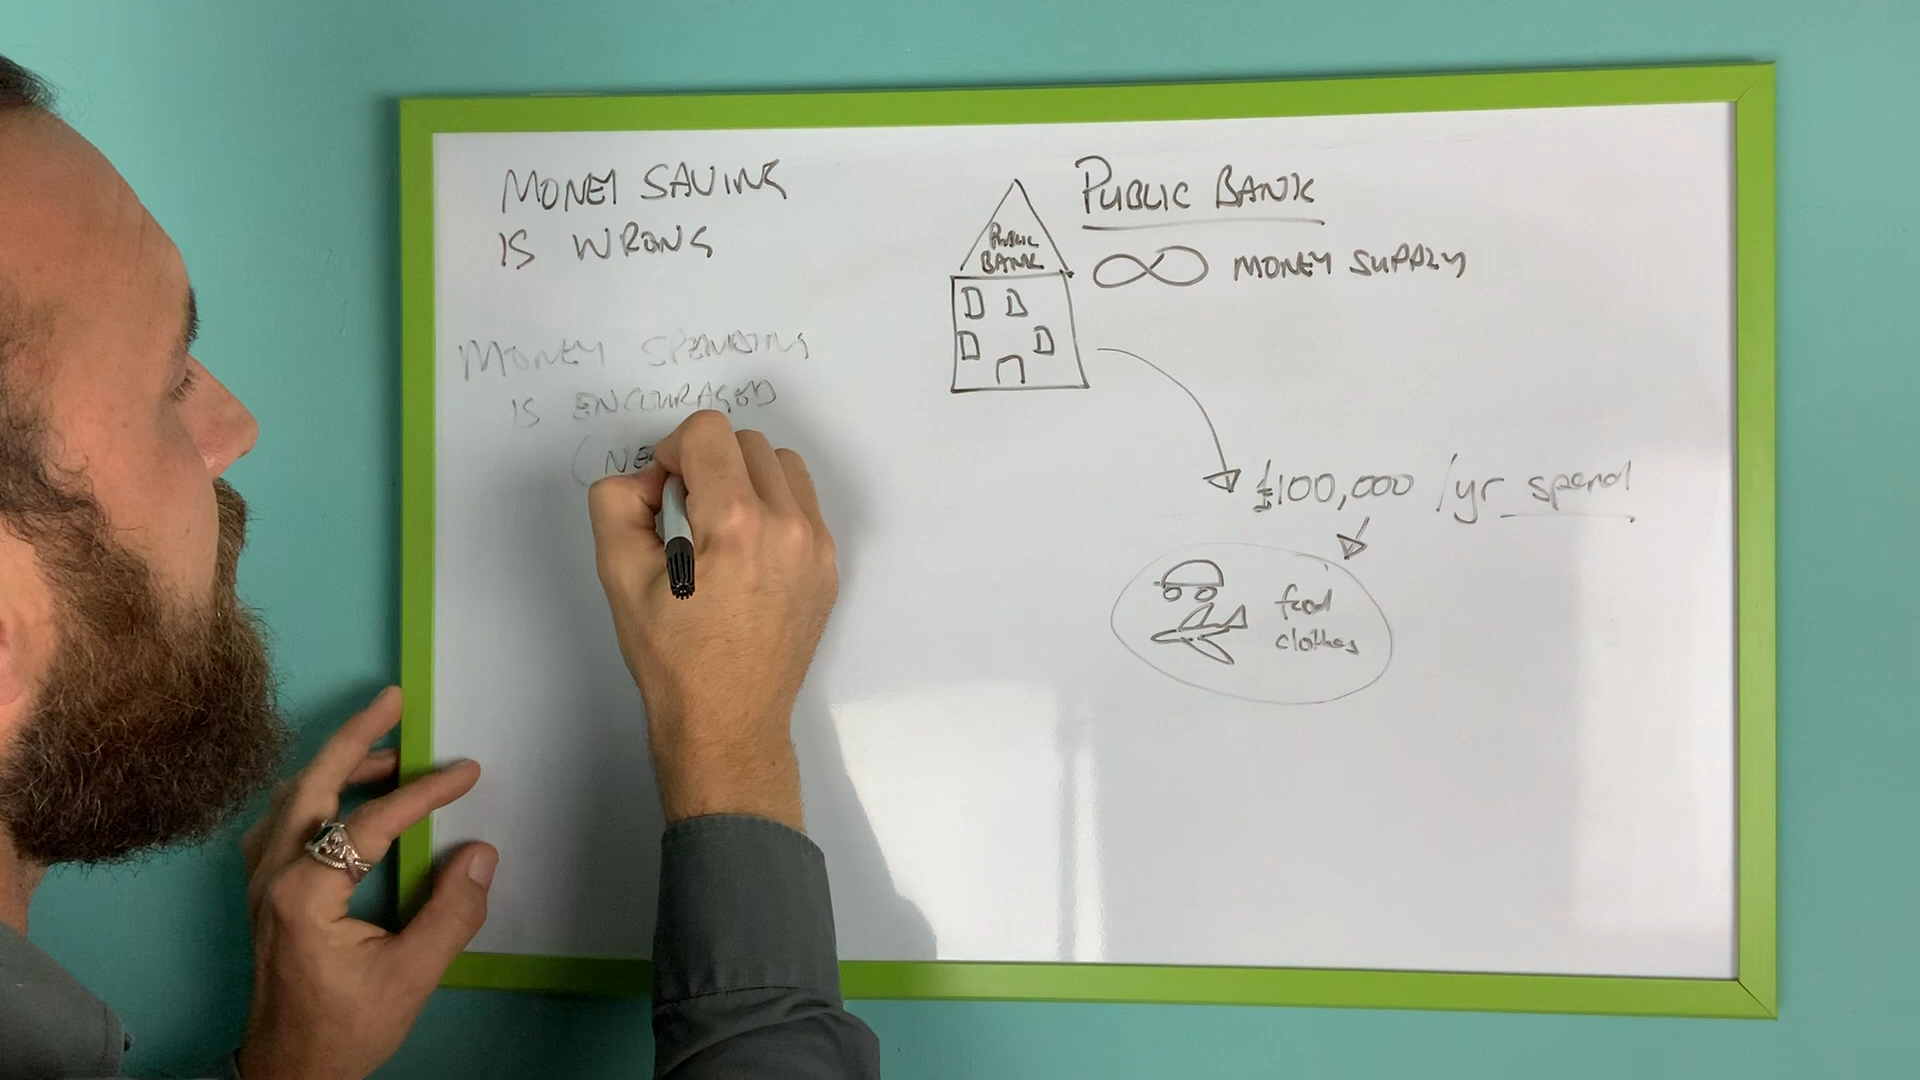 MONEY SAVING
IS WRONG
MONEY SPENDING
IS ENCOURAGED
(NE
PUBLIC BANK
PUBLIC
BANK
∞ MONEY SUPPLY
£100,000 /yr spend
food
clothes